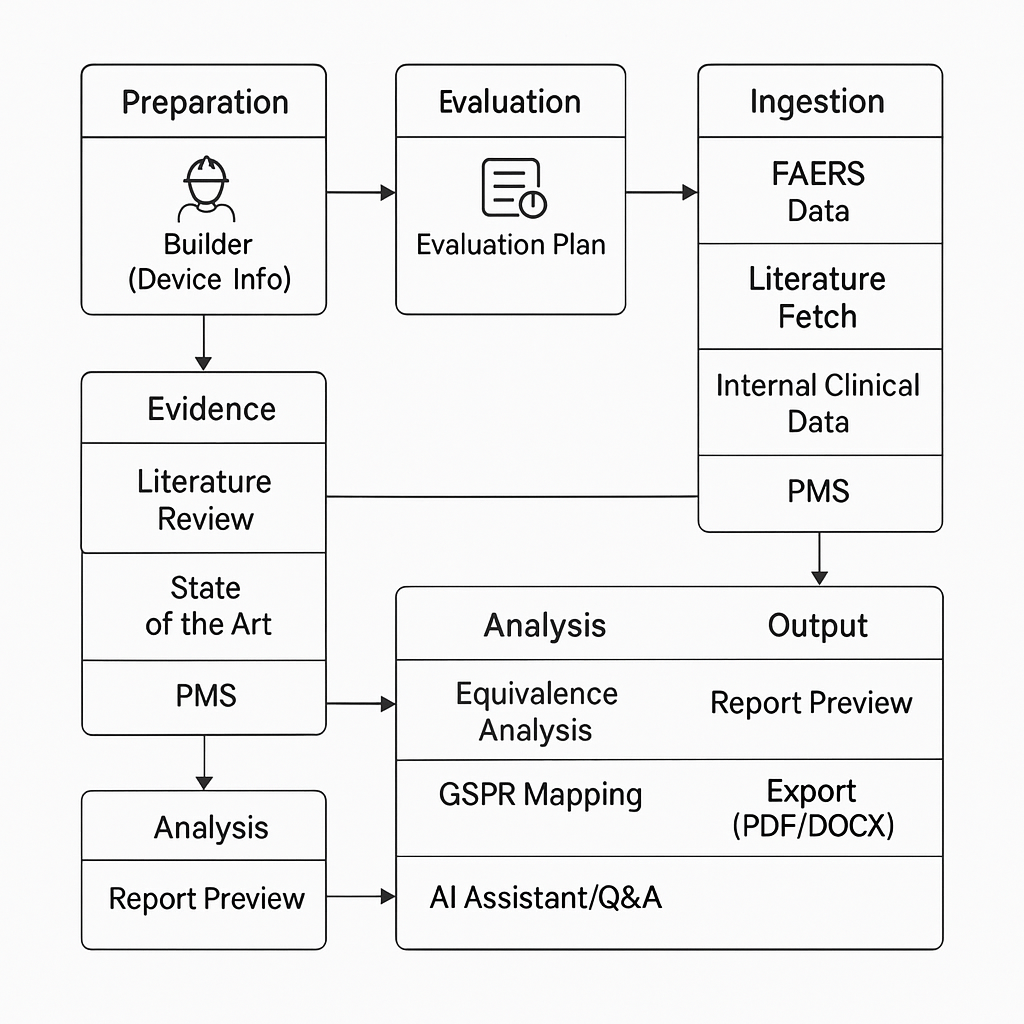 Preparation
Builder
(Device Info)
Evaluation
Evaluation Plan
Ingestion
FAERS
Data
Literature
Fetch
Internal Clinical
Data
PMS
Evidence
Literature
Review
State
of the Art
PMS
Analysis
Report Preview
Analysis
Output
Equivalence
Analysis
Report Preview
GSPR Mapping
Export
(PDF/DOCX)
AI Assistant/Q&A